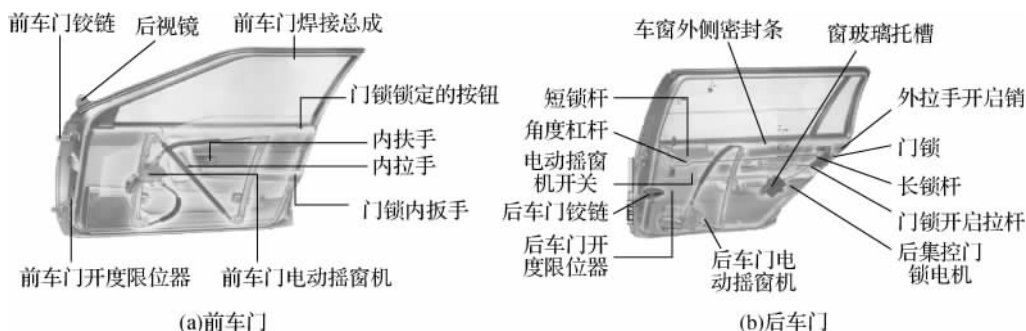 前车门铰链
后视镜
前车门焊接总成
门锁锁定的按钮
内扶手
内拉手
门锁内扳手
前车门开度限位器
前车门电动摇窗机
(a)前车门
车窗外侧密封条
窗玻璃托槽
短锁杆
角度杠杆
电动摇窗
机开关
后车门铰链
后车门开
度限位器
后车门电
动摇窗机
外拉手开启销
门锁
长锁杆
门锁开启拉杆
后集控门
锁电机
(b)后车门